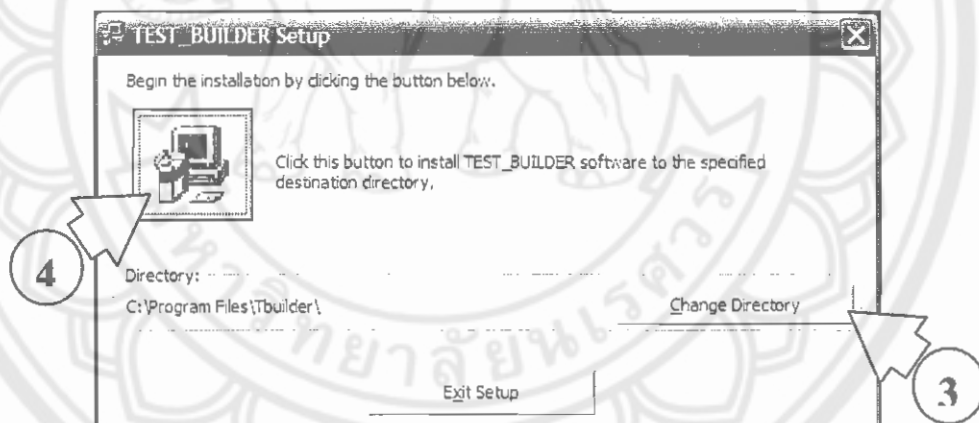 TEST_BUILDER Setup
Begin the installation by clicking the button below.
Click this button to install TEST_BUILDER software to the specified
destination directory.
4
Directory:
C:\Program Files\Tbuilder\
Change Directory
3
Exit Setup